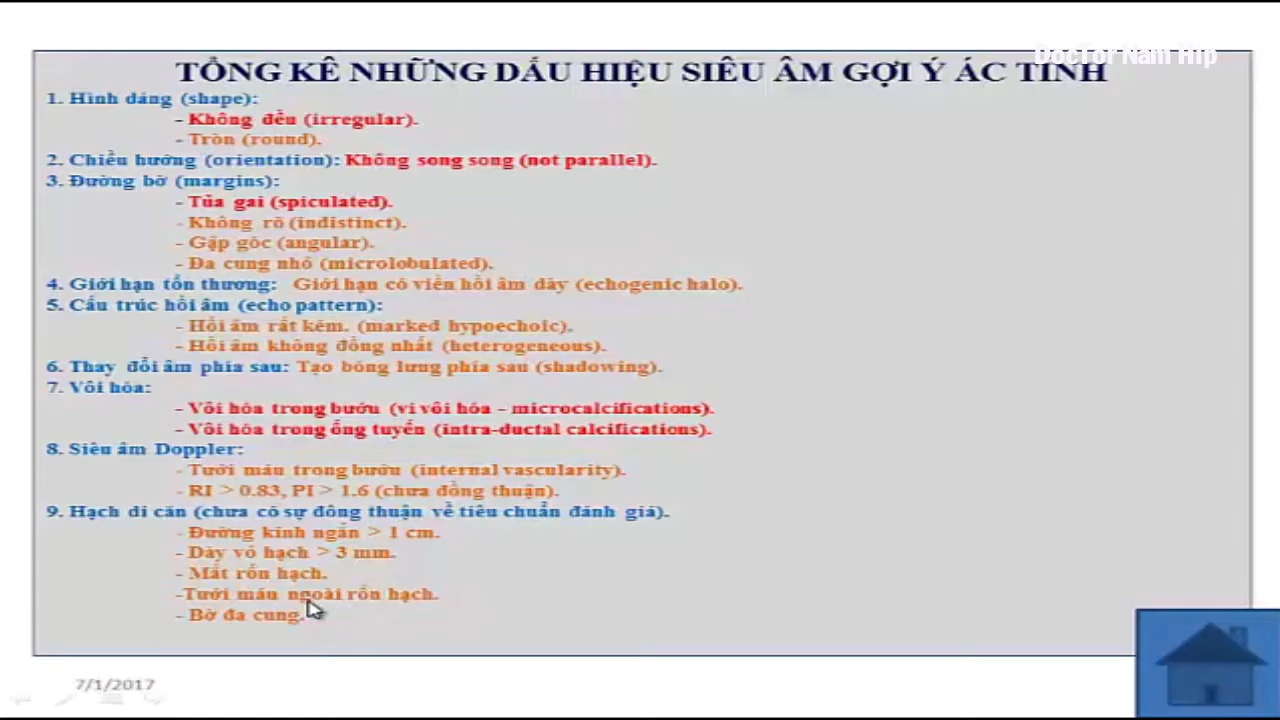 DocTor Nam Hip
TỔNG KÊ NHỮNG DẤU HIỆU SIÊU ÂM GỢI Ý ÁC TÍNH
1. Hình dáng (shape):
- Không đều (irregular).
- Tròn (round).
2. Chiều hướng (orientation): Không song song (not parallel).
3. Đường bờ (margins):
- Tủa gai (spiculated).
- Không rõ (indistinct).
- Gập góc (angular).
- Đa cung nhỏ (microlobulated).
4. Giới hạn tổn thương: Giới hạn có viền hồi âm dày (echogenic halo).
5. Cấu trúc hồi âm (echo pattern):
- Hồi âm rất kém. (marked hypoechoic).
- Hồi âm không đồng nhất (heterogeneous).
6. Thay đổi âm phía sau: Tạo bóng lưng phía sau (shadowing).
7. Vôi hóa:
- Vôi hóa trong bướu (vi vôi hóa - microcalcifications).
- Vôi hóa trong ống tuyến (intra-ductal calcifications).
8. Siêu âm Doppler:
- Tưới máu trong bướu (internal vascularity).
- RI > 0.83, PI > 1.6 (chưa đồng thuận).
9. Hạch di căn (chưa có sự đồng thuận về tiêu chuẩn đánh giá).
- Đường kính ngắn > 1 cm.
- Dày vỏ hạch > 3 mm.
- Mất rốn hạch.
-Tưới máu ngoài rốn hạch.
- Bờ đa cung.
7/1/2017